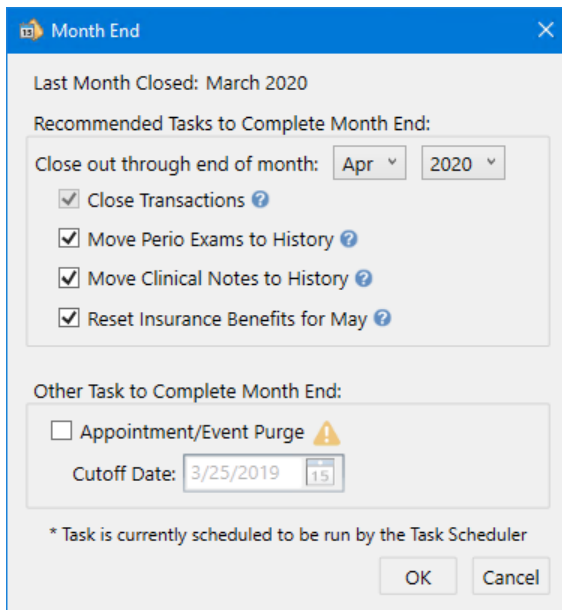 Month End
Last Month Closed: March 2020
Recommended Tasks to Complete Month End:
Close out through end of month: Apr 2020
Close Transactions
Move Perio Exams to History
Move Clinical Notes to History
Reset Insurance Benefits for May
Other Task to Complete Month End:
Appointment/Event Purge
Cutoff Date: 3/25/2019 15
* Task is currently scheduled to be run by the Task Scheduler
OK Cancel